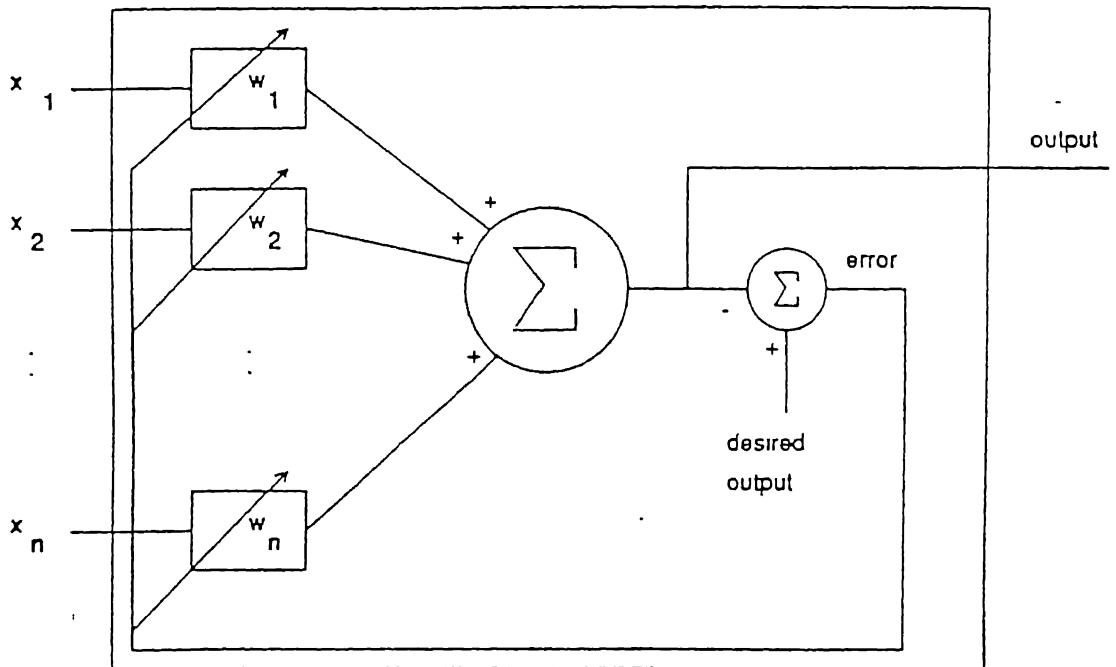 x 1
w 1
output
x 2
w 2
+
+
Σ
error
Σ
-
+
+
desired
output
x n
w n